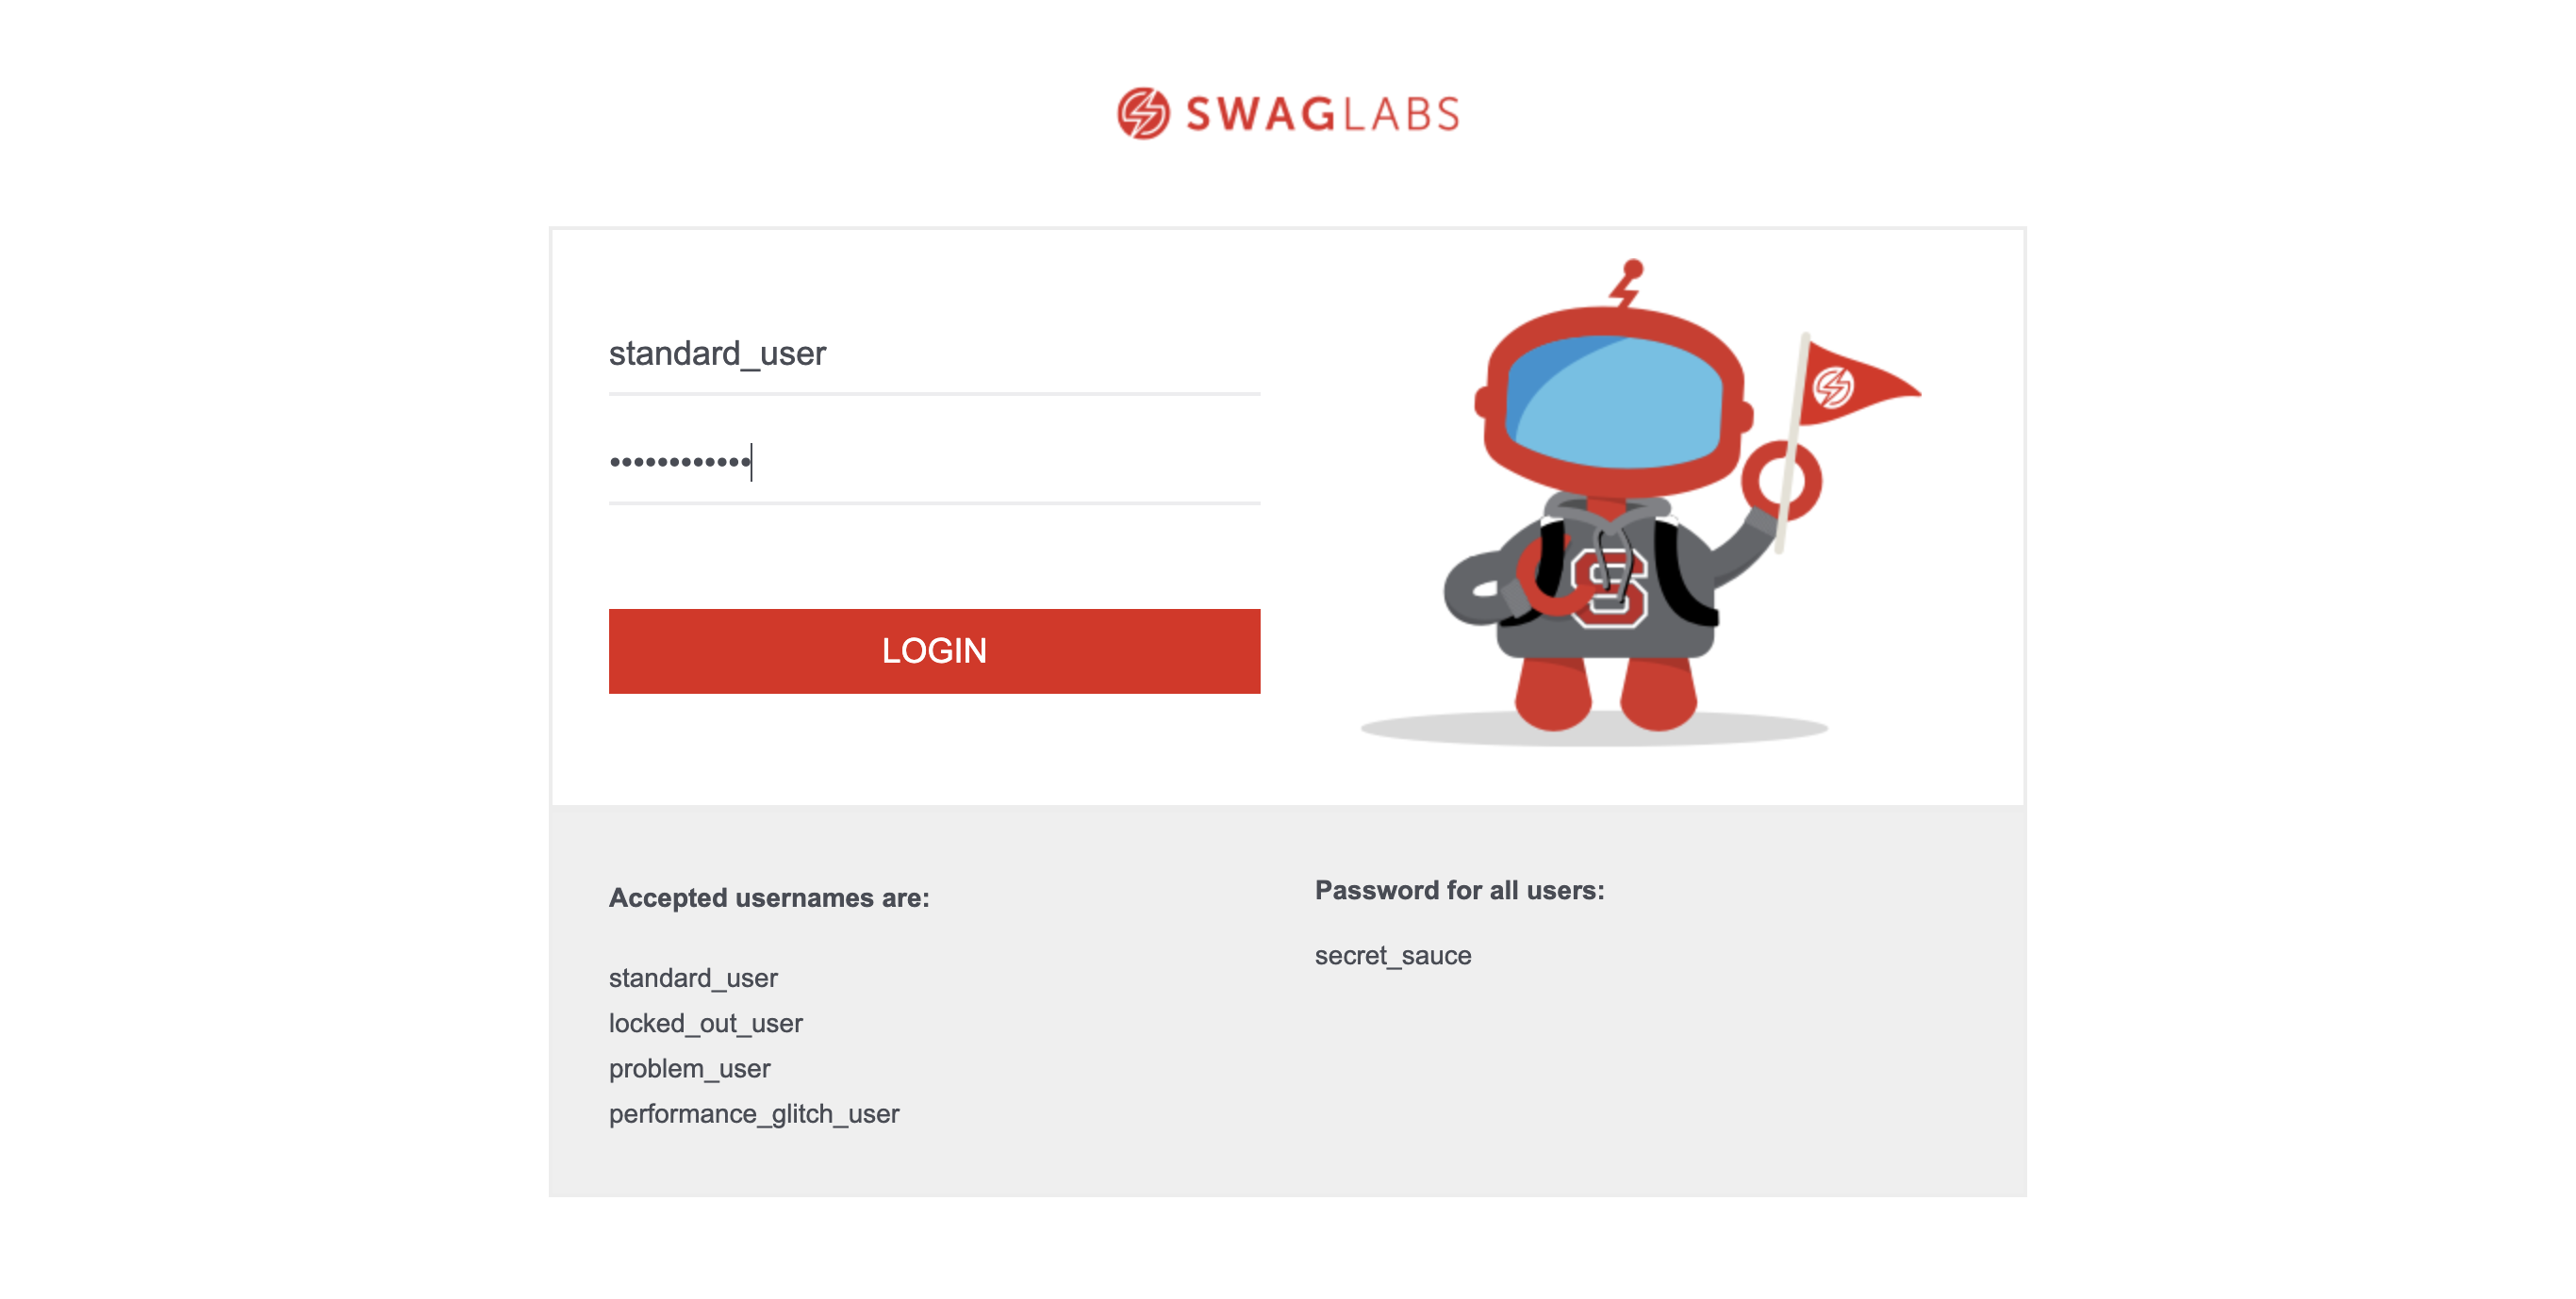 SWAGLABS
standard_user
••••••••••••
LOGIN
Accepted usernames are:
standard_user
locked_out_user
problem_user
performance_glitch_user
Password for all users:
secret_sauce
S